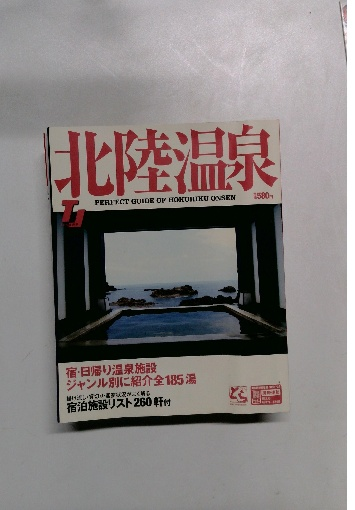 北陸温泉
PERFECT GUIDE OF HOKURIKU ONSEN
TJ
宿・日帰り温泉施設
ジャンル別に紹介全185湯
宿泊施設リスト260軒付